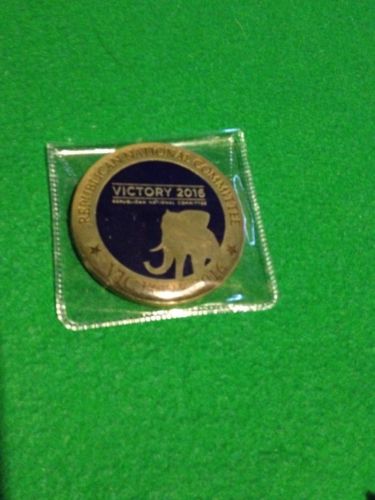 REPUBLICAN NATIONAL COMMITTEE
VICTORY 2016
REPUBLICAN NATIONAL COMMITTEE